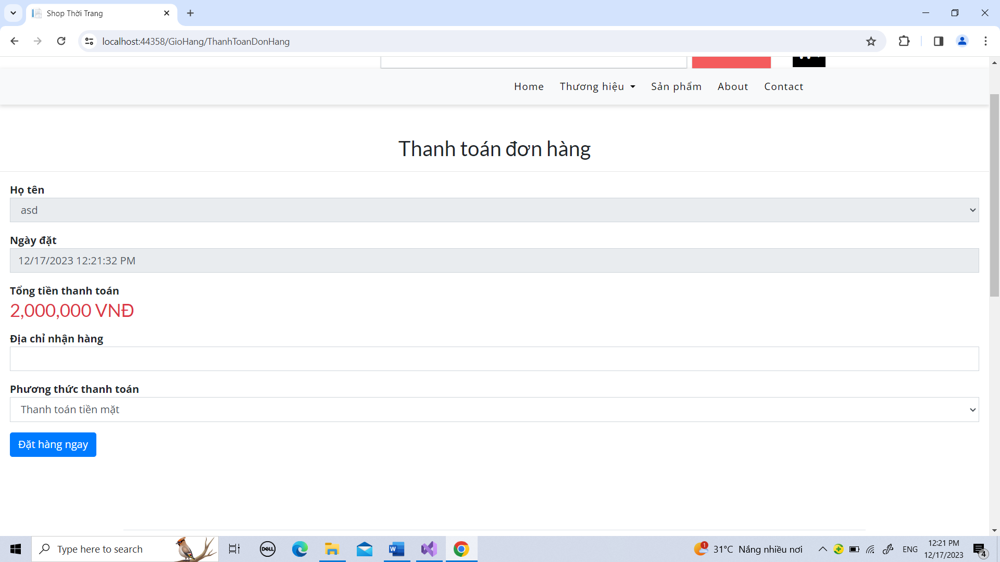 Shop Thời Trang
localhost:44358/GioHang/ThanhToanDonHang
Home Thương hiệu Sản phẩm About Contact
Thanh toán đơn hàng
Họ tên
asd
Ngày đặt
12/17/2023 12:21:32 PM
Tổng tiền thanh toán
2,000,000 VNĐ
Địa chỉ nhận hàng
Phương thức thanh toán
Thanh toán tiền mặt
Đặt hàng ngay
Type here to search
DELL
W
1
31°C Nắng nhiều nơi
ENG
12:21 PM
12/17/2023
4